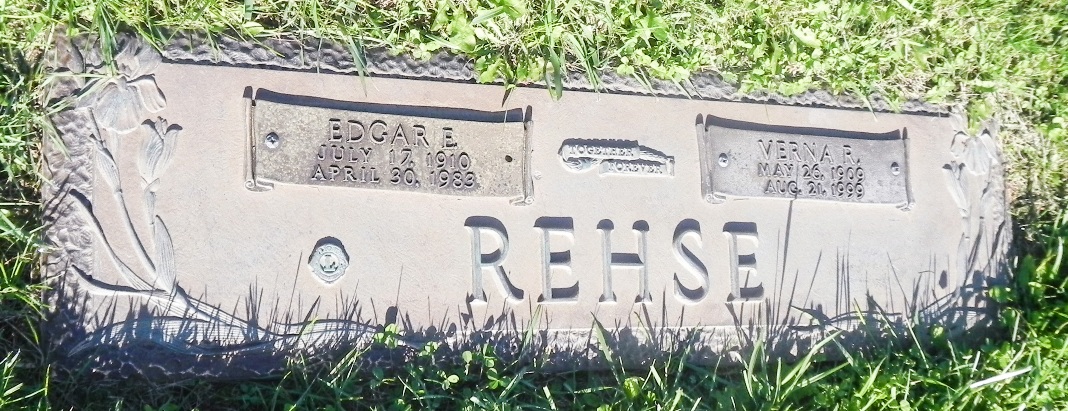 EDGAR E.
JULY 17, 1910
APRIL 30, 1983
TOGETHER
FOREVER
VERNA R.
MAY 26, 1909
AUG. 21, 1999
REHSE